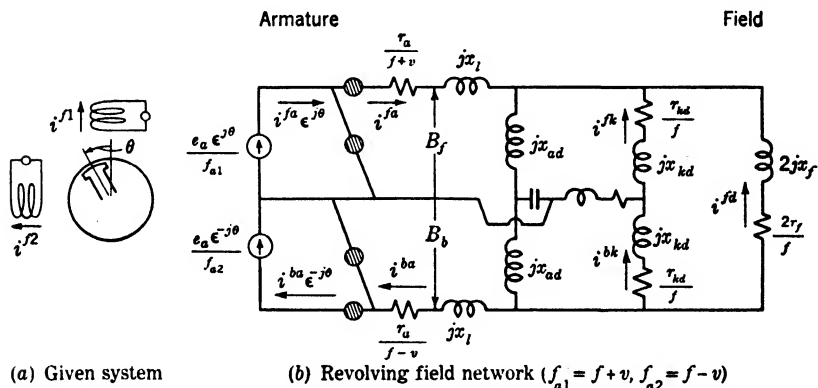 Armature
Field
r_a / f+v
jx_l
i^{f1}
θ
i^{f2}
e_a ε^{jθ} / f_{a1}
i^{fa} ε^{jθ}
i^{fa}
B_f
jx_{ad}
i^{fk}
r_{kd} / f
jx_{kd}
2jx_f
i^{fd}
2r_f / f
e_a ε^{-jθ} / f_{a2}
B_b
i^{ba} ε^{-jθ}
i^{ba}
jx_{ad}
i^{bk}
jx_{kd}
r_{kd} / f
r_a / f-v
jx_l
(a) Given system
(b) Revolving field network (f_{a1} = f+v, f_{a2} = f-v)